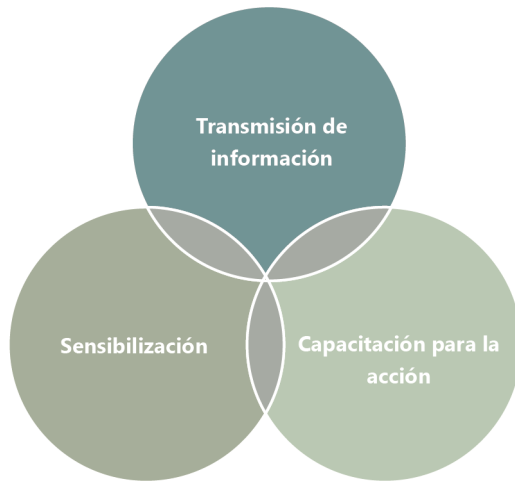 Transmisión de
información
Sensibilización
Capacitación para la
acción